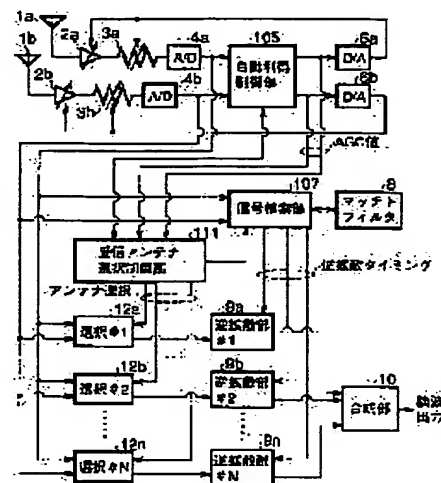 1a
1b
2a
3a
4a
105
6a
A/D
自動利得
制御部
D/A
2b
4b
6b
A/D
D/A
3b
AGC値
107
8
信号検索部
マッチト
フィルタ
111
受信アンテナ
選択制御部
逆拡散タイミング
アンテナ選択
12a
9a
選択#1
逆拡散部
#1
12b
9b
選択#2
逆拡散部
#2
10
合成部
12n
9n
選択#N
逆拡散部
#N
出力